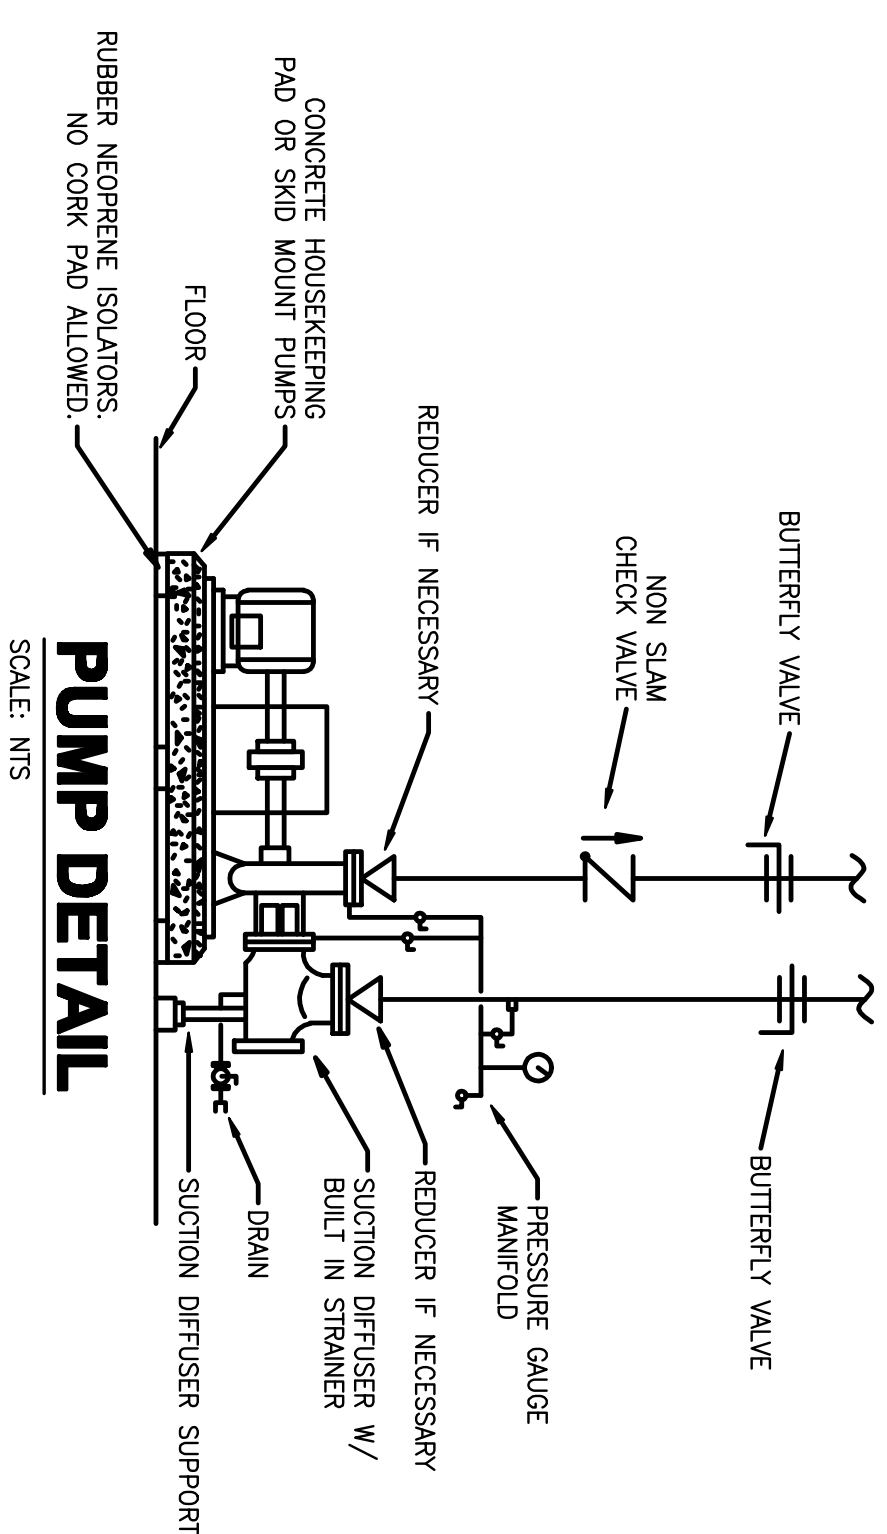 BUTTERFLY VALVE
BUTTERFLY VALVE
NON SLAM
CHECK VALVE
PRESSURE GAUGE
MANIFOLD
REDUCER IF NECESSARY
REDUCER IF NECESSARY
CONCRETE HOUSEKEEPING
PAD OR SKID MOUNT PUMPS
SUCTION DIFFUSER W/
BUILT IN STRAINER
DRAIN
FLOOR
SUCTION DIFFUSER SUPPORT
RUBBER NEOPRENE ISOLATORS.
NO CORK PAD ALLOWED.
PUMP DETAIL
SCALE: NTS